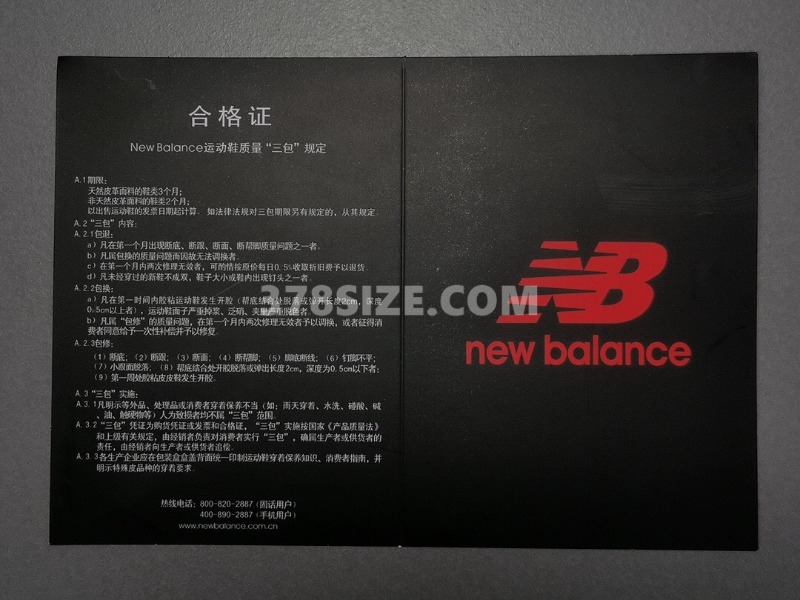 合格证
New Balance运动鞋质量“三包”规定
A.1期限：
天然皮革面料的鞋类3个月；
非天然皮革面料的鞋类2个月；
以出售运动鞋的发票日期起计算。如法律法规对三包期限另有规定的，从其规定。
A.2“三包”内容：
A.2.1包退：
a）凡在第一个月出现断底、断跟、断面、断帮脚质量问题之一者。
b）凡属包换的质量问题而因故无法调换者。
c）在第一个月内两次修理无效者，可酌情按原价每日0.5%收取折旧费予以退货。
d）凡未经穿过的新鞋不成双，鞋子大小或鞋内出现钉头之一者。
A.2.2包换：
a）凡在第一时间内胶粘运动鞋发生开胶（帮底结合处脱落或弹开长度2cm，深度
0.5cm以上者），运动鞋面子严重掉浆、泛硝、夹里严重脱色者
b）凡属“包修”的质量问题，在第一个月内两次修理无效者予以调换，或者征得消
费者同意给予一次性补偿并予以修复。
A.2.3包修：
（1）断底；（2）断跟；（3）断面；（4）断帮脚；（5）脚底断线；（6）钉脚不平；
（7）小跟面脱落；（8）帮底结合处开胶脱落或弹出长度2cm，深度为0.5cm以下者；
（9）第一周处胶粘皮皮鞋发生开胶。
A.3“三包”实施：
A.3.1凡明示等外品、处理品或消费者穿着保养不当（如：雨天穿着、水洗、碰酸、碱
、油、触硬物等）人为致损者均不属“三包”范围。
A.3.2“三包”凭证为购货凭证或发票和合格证，“三包”实施按国家《产品质量法》
和上级有关规定，由经销者负责对消费者实行“三包”，确属生产者或供货者的
责任，由经销者向生产者或供货者追偿。
A.3.3各生产企业应在包装盒盒盖背面统一印制运动鞋穿着保养知识、消费者指南，并
明示特殊皮品种的穿着要求。
热线电话：800-820-2887（固话用户）
400-890-2887（手机用户）
www.newbalance.com.cn
NB
new balance
278SIZE.COM